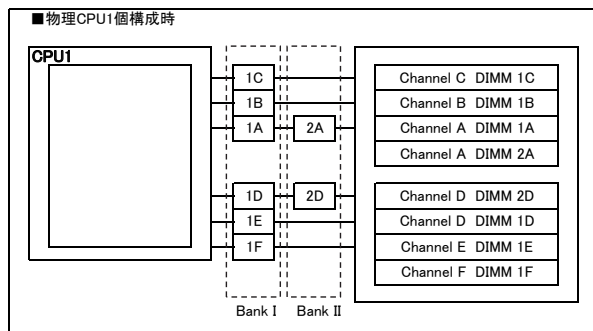 ■物理CPU1個構成時
CPU1
1C
1B
1A 2A
1D 2D
1E
1F
Bank I Bank II
Channel C DIMM 1C
Channel B DIMM 1B
Channel A DIMM 1A
Channel A DIMM 2A
Channel D DIMM 2D
Channel D DIMM 1D
Channel E DIMM 1E
Channel F DIMM 1F